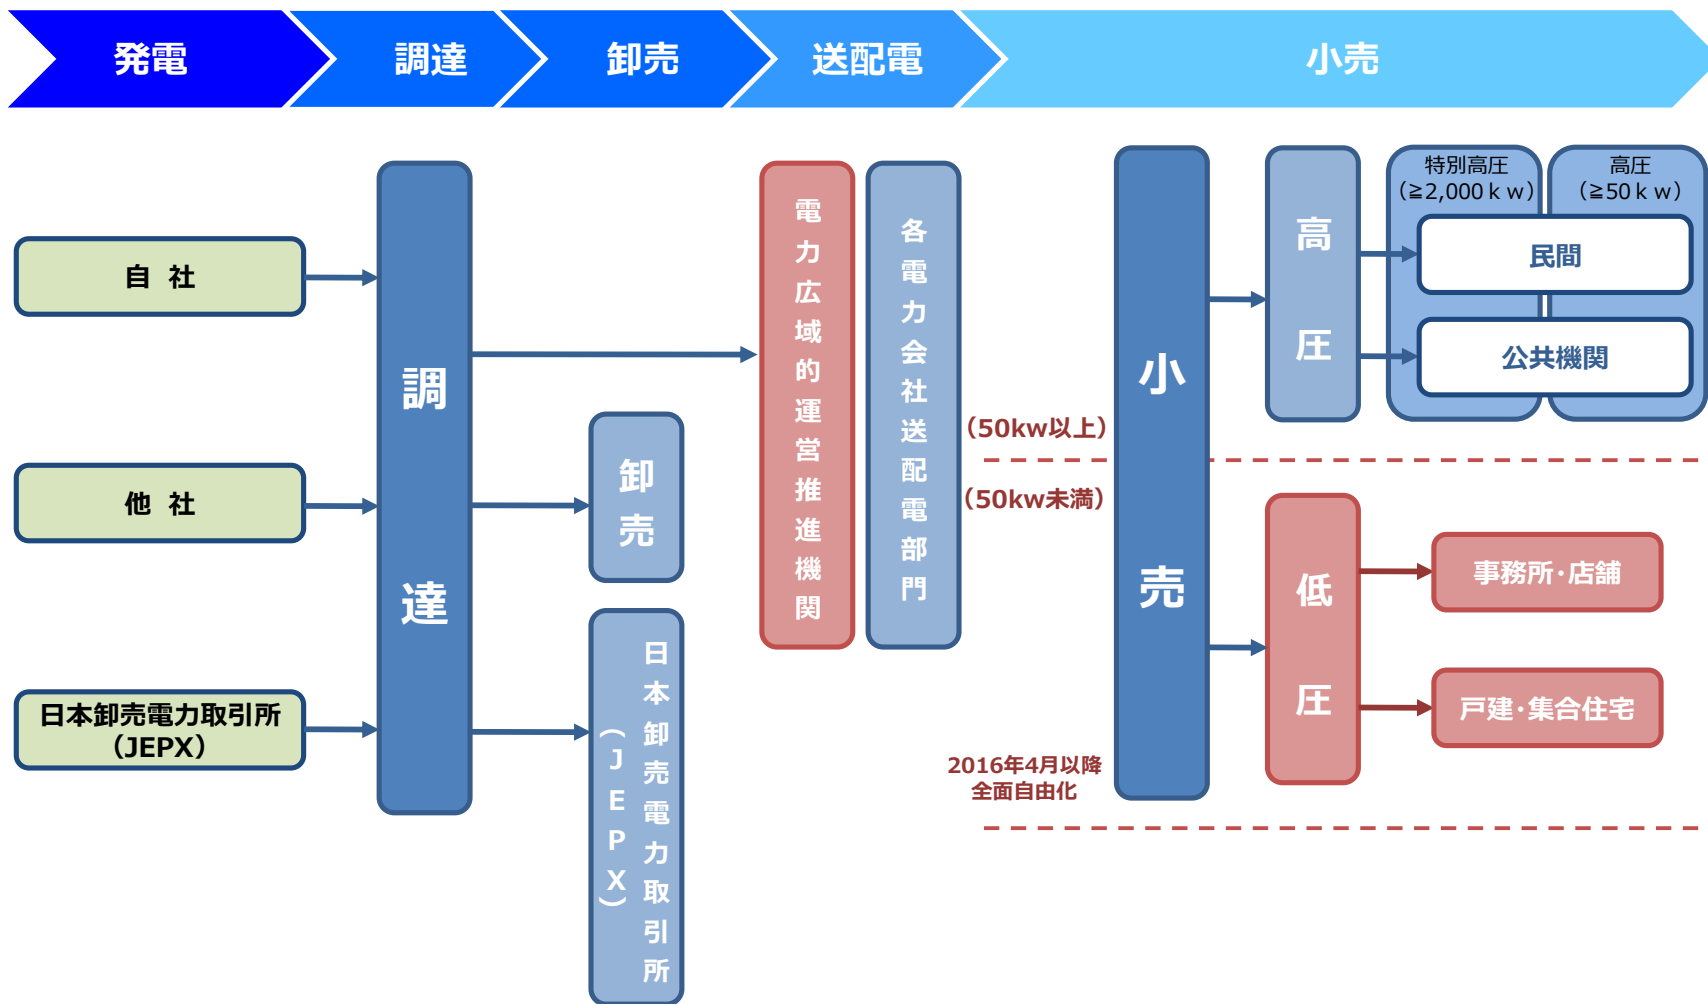 発電
調達
卸売
送配電
小売
自 社
他 社
日本卸売電力取引所
（JEPX）
調達
卸売
日本卸売電力取引所
（JEPX）
電力広域的運営推進機関
各電力会社送配電部門
（50kw以上）
（50kw未満）
2016年4月以降
全面自由化
小売
高圧
特別高圧
（≧2,000ｋｗ）
高圧
（≧50ｋｗ）
民間
公共機関
低圧
事務所・店舗
戸建・集合住宅